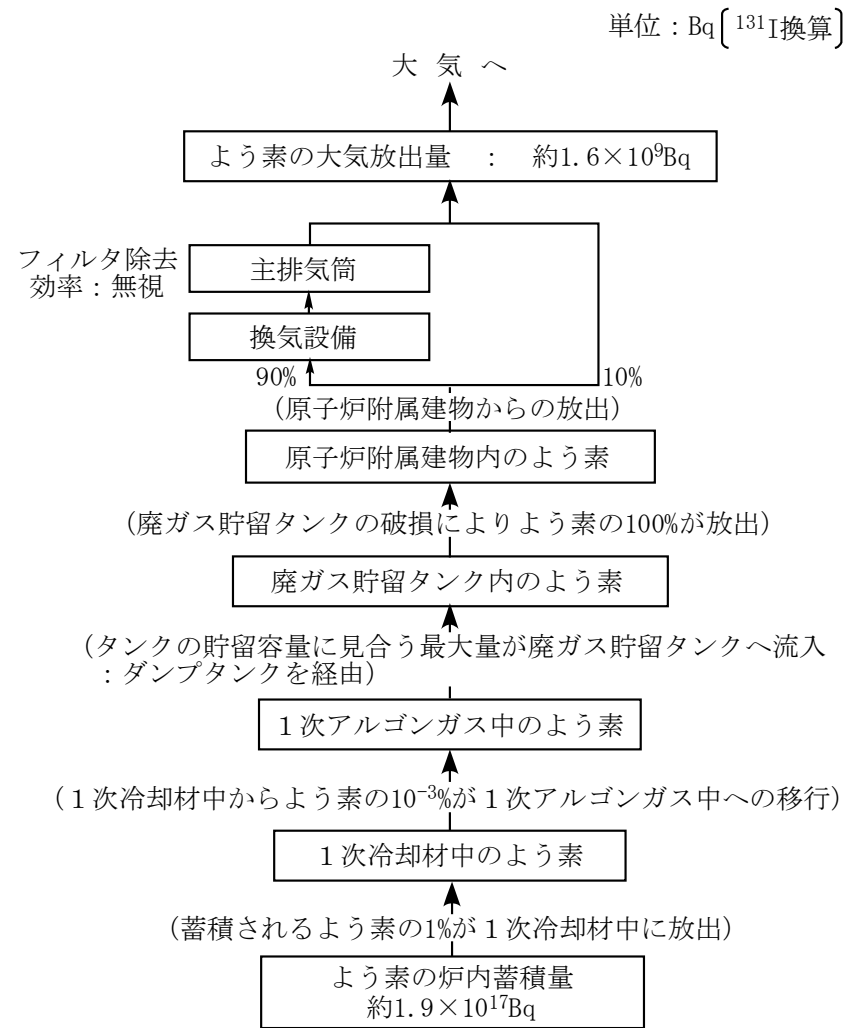 単位：Bq〔¹³¹I換算〕
大 気 へ
よう素の大気放出量 : 約1.6×10⁹Bq
フィルタ除去
効率：無視
主排気筒
換気設備
90%
10%
(原子炉附属建物からの放出)
原子炉附属建物内のよう素
(廃ガス貯留タンクの破損によりよう素の100%が放出)
廃ガス貯留タンク内のよう素
(タンクの貯留容量に見合う最大量が廃ガス貯留タンクへ流入
：ダンプタンクを経由)
１次アルゴンガス中のよう素
(１次冷却材中からよう素の10⁻³%が１次アルゴンガス中への移行)
１次冷却材中のよう素
(蓄積されるよう素の1%が１次冷却材中に放出)
よう素の炉内蓄積量
約1.9×10¹⁷Bq